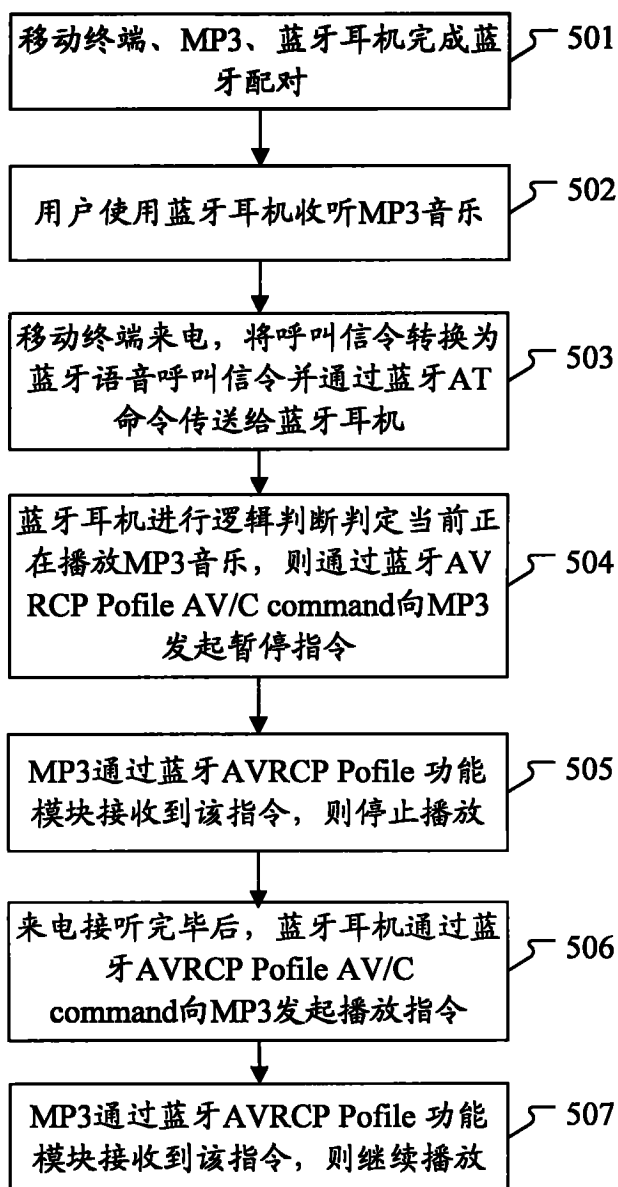 移动终端、MP3、蓝牙耳机完成蓝
牙配对
501
用户使用蓝牙耳机收听MP3音乐
502
移动终端来电，将呼叫信令转换为
蓝牙语音呼叫信令并通过蓝牙AT
命令传送给蓝牙耳机
503
蓝牙耳机进行逻辑判断判定当前正
在播放MP3音乐，则通过蓝牙AV
RCP Pofile AV/C command向MP3
发起暂停指令
504
MP3通过蓝牙AVRCP Pofile 功能
模块接收到该指令，则停止播放
505
来电接听完毕后，蓝牙耳机通过蓝
牙AVRCP Pofile AV/C
command向MP3发起播放指令
506
MP3通过蓝牙AVRCP Pofile 功能
模块接收到该指令，则继续播放
507